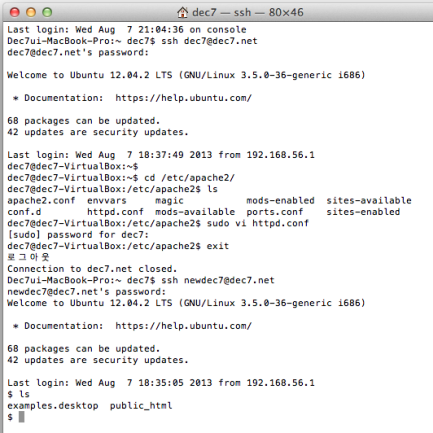 dec7 — ssh — 80×46
Last login: Wed Aug  7 21:04:36 on console
Dec7ui-MacBook-Pro:~ dec7$ ssh dec7@dec7.net
dec7@dec7.net's password:
Welcome to Ubuntu 12.04.2 LTS (GNU/Linux 3.5.0-36-generic i686)
 * Documentation:  https://help.ubuntu.com/
68 packages can be updated.
42 updates are security updates.
Last login: Wed Aug  7 18:37:49 2013 from 192.168.56.1
dec7@dec7-VirtualBox:~$
dec7@dec7-VirtualBox:~$ cd /etc/apache2/
dec7@dec7-VirtualBox:/etc/apache2$ ls
apache2.conf  envvars     magic           mods-enabled  sites-available
conf.d        httpd.conf  mods-available  ports.conf    sites-enabled
dec7@dec7-VirtualBox:/etc/apache2$ sudo vi httpd.conf
[sudo] password for dec7:
dec7@dec7-VirtualBox:/etc/apache2$ exit
로그아웃
Connection to dec7.net closed.
Dec7ui-MacBook-Pro:~ dec7$ ssh newdec7@dec7.net
newdec7@dec7.net's password:
Welcome to Ubuntu 12.04.2 LTS (GNU/Linux 3.5.0-36-generic i686)
 * Documentation:  https://help.ubuntu.com/
68 packages can be updated.
42 updates are security updates.
Last login: Wed Aug  7 18:35:05 2013 from 192.168.56.1
$ ls
examples.desktop  public_html
$